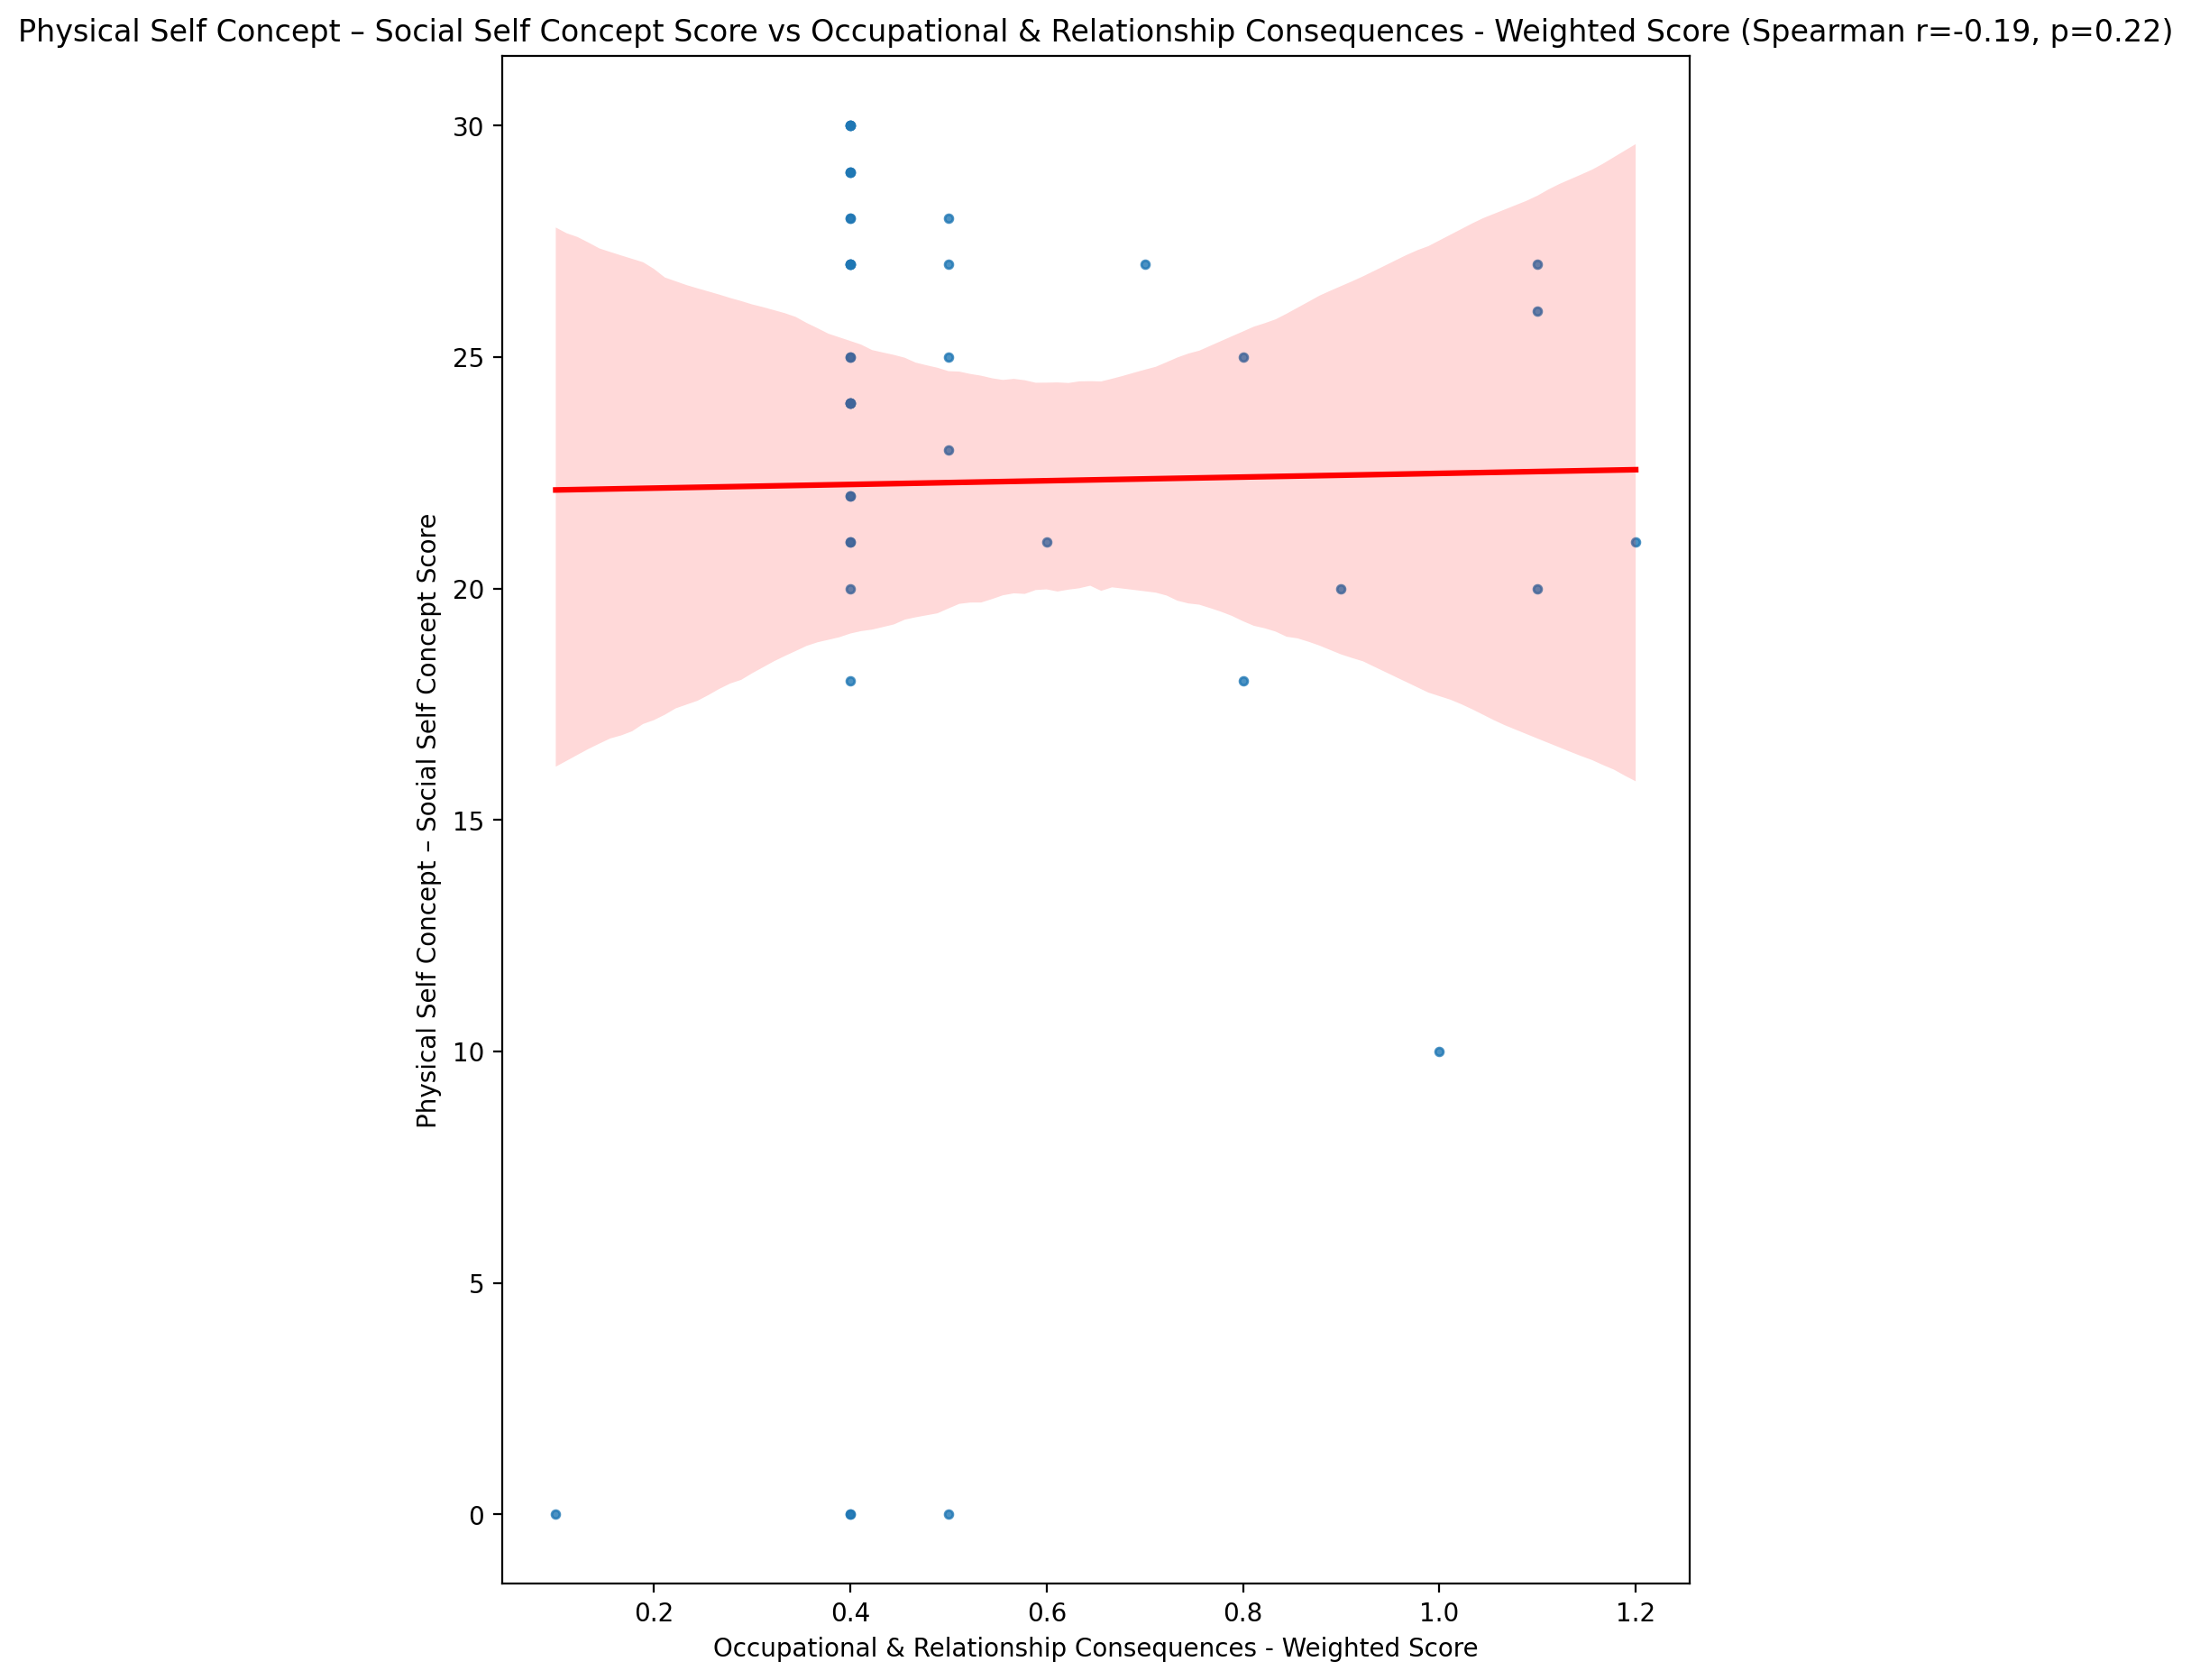 Physical Self Concept – Social Self Concept Score vs Occupational & Relationship Consequences - Weighted Score (Spearman r=-0.19, p=0.22)
Physical Self Concept – Social Self Concept Score
30
25
20
15
10
5
0
0.2 0.4 0.6 0.8 1.0 1.2
Occupational & Relationship Consequences - Weighted Score